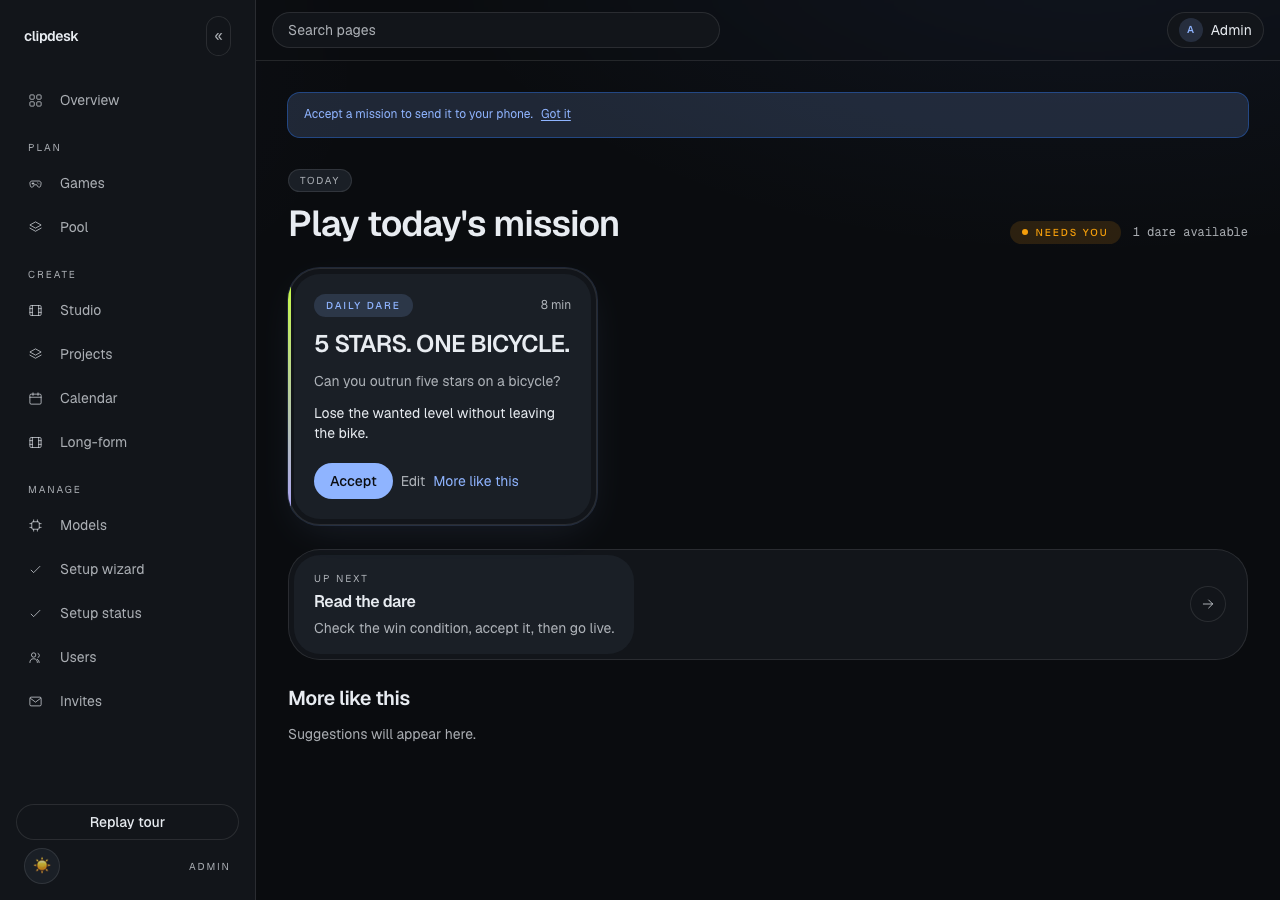 clipdesk
«
Overview
PLAN
Games
Pool
CREATE
Studio
Projects
Calendar
Long-form
MANAGE
Models
Setup wizard
Setup status
Users
Invites
Replay tour
ADMIN
Search pages
A Admin
Accept a mission to send it to your phone. Got it
TODAY
Play today's mission
NEEDS YOU 1 dare available
DAILY DARE 8 min
5 STARS. ONE BICYCLE.
Can you outrun five stars on a bicycle?
Lose the wanted level without leaving
the bike.
Accept Edit More like this
UP NEXT
Read the dare
Check the win condition, accept it, then go live.
More like this
Suggestions will appear here.